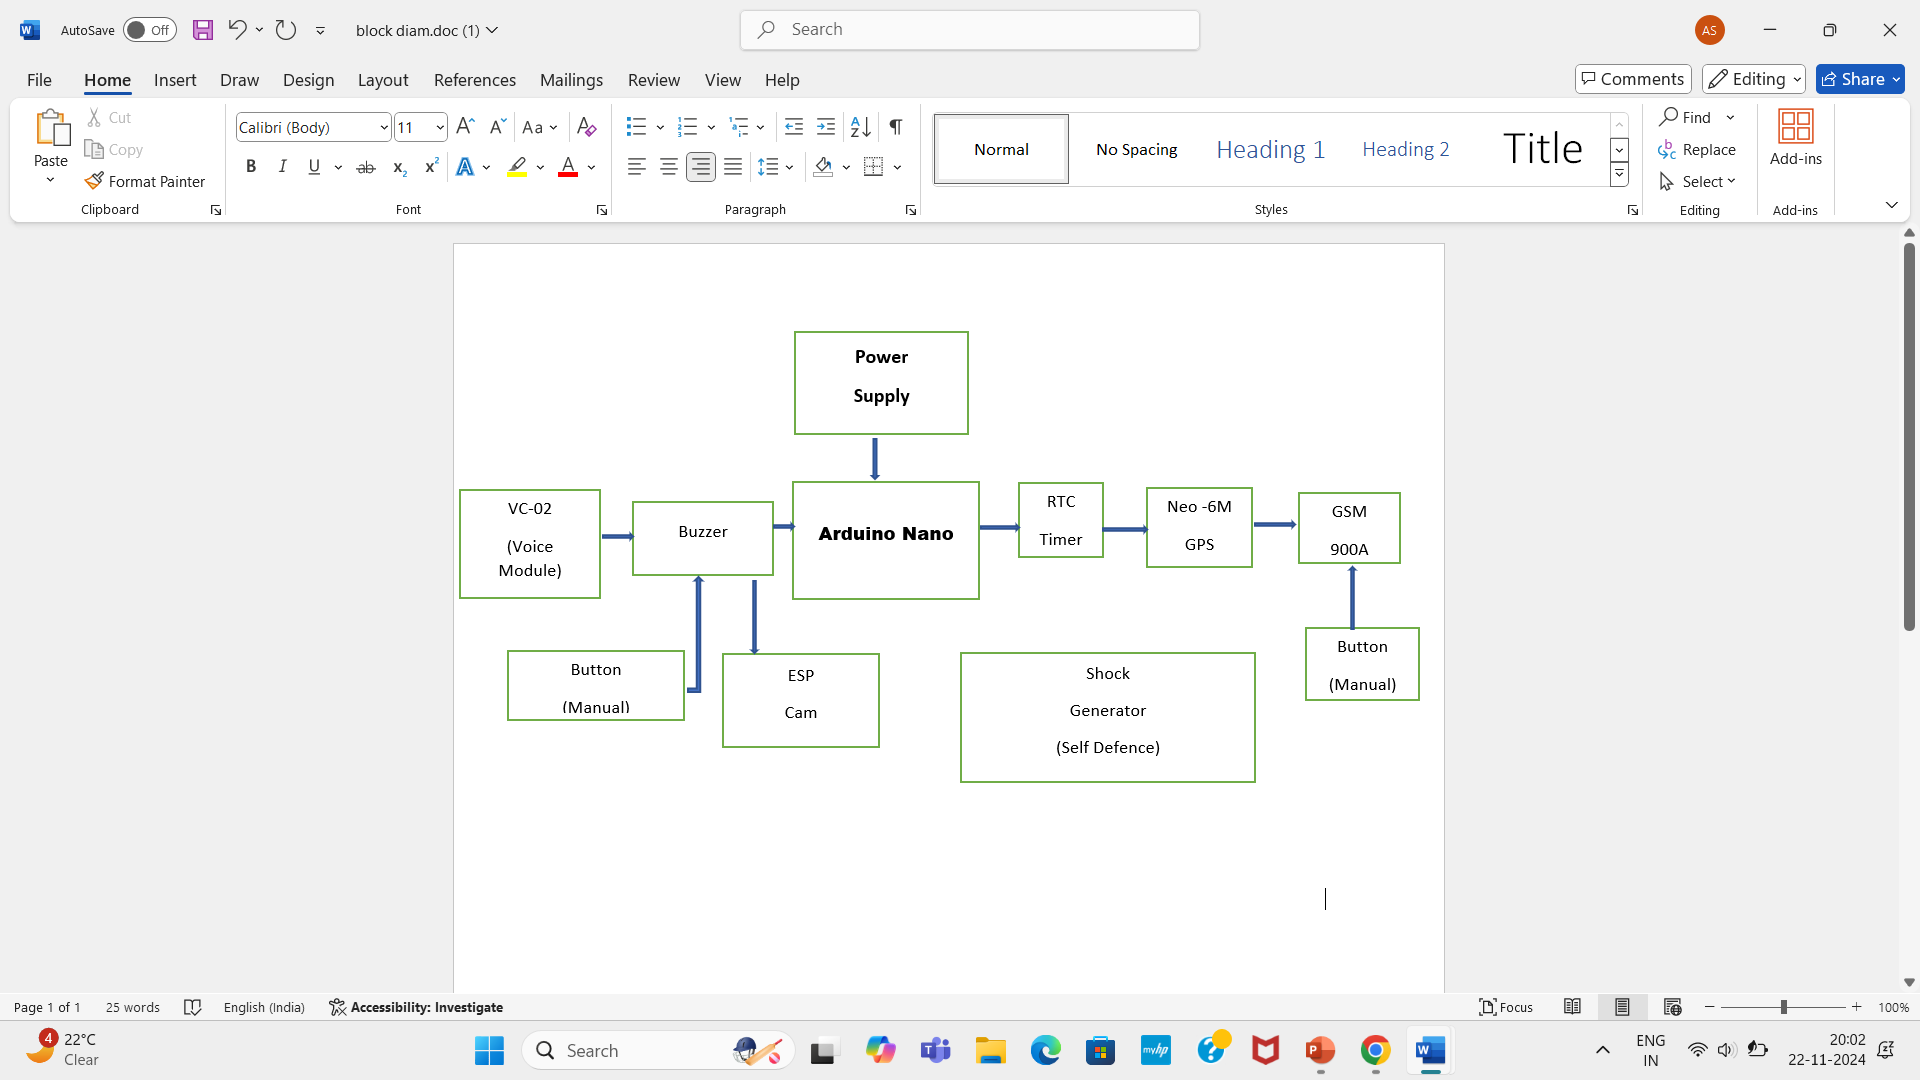 AutoSave Off block diam.doc (1) Search AS
File Home Insert Draw Design Layout References Mailings Review View Help Comments Editing Share
Paste Cut Copy Format Painter
Calibri (Body) 11
Normal No Spacing Heading 1 Heading 2 Title
Find Replace Select
Add-ins
Clipboard Font Paragraph Styles Editing Add-ins
Power
Supply
VC-02
(Voice
Module)
Buzzer
Arduino Nano
RTC
Timer
Neo -6M
GPS
GSM
900A
Button
(Manual)
ESP
Cam
Shock
Generator
(Self Defence)
Button
(Manual)
Page 1 of 1 25 words English (India) Accessibility: Investigate Focus 100%
4 22°C
Clear
Search
myhp
ENG
IN
20:02
22-11-2024